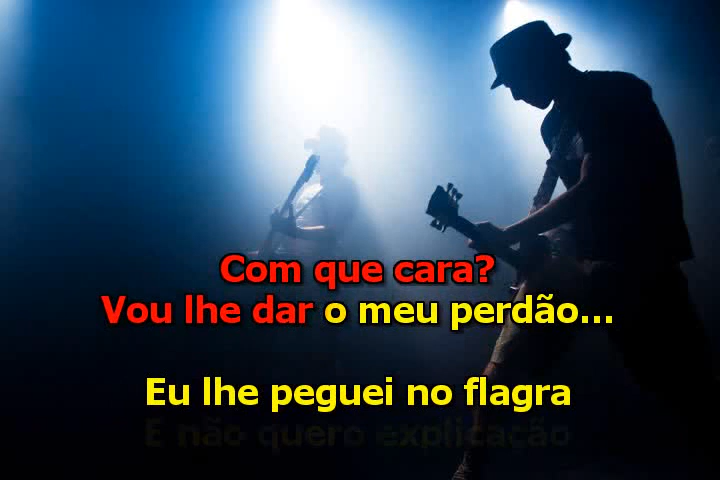 Com que cara?
Vou lhe dar o meu perdão...
Eu lhe peguei no flagra
E não quero explicação